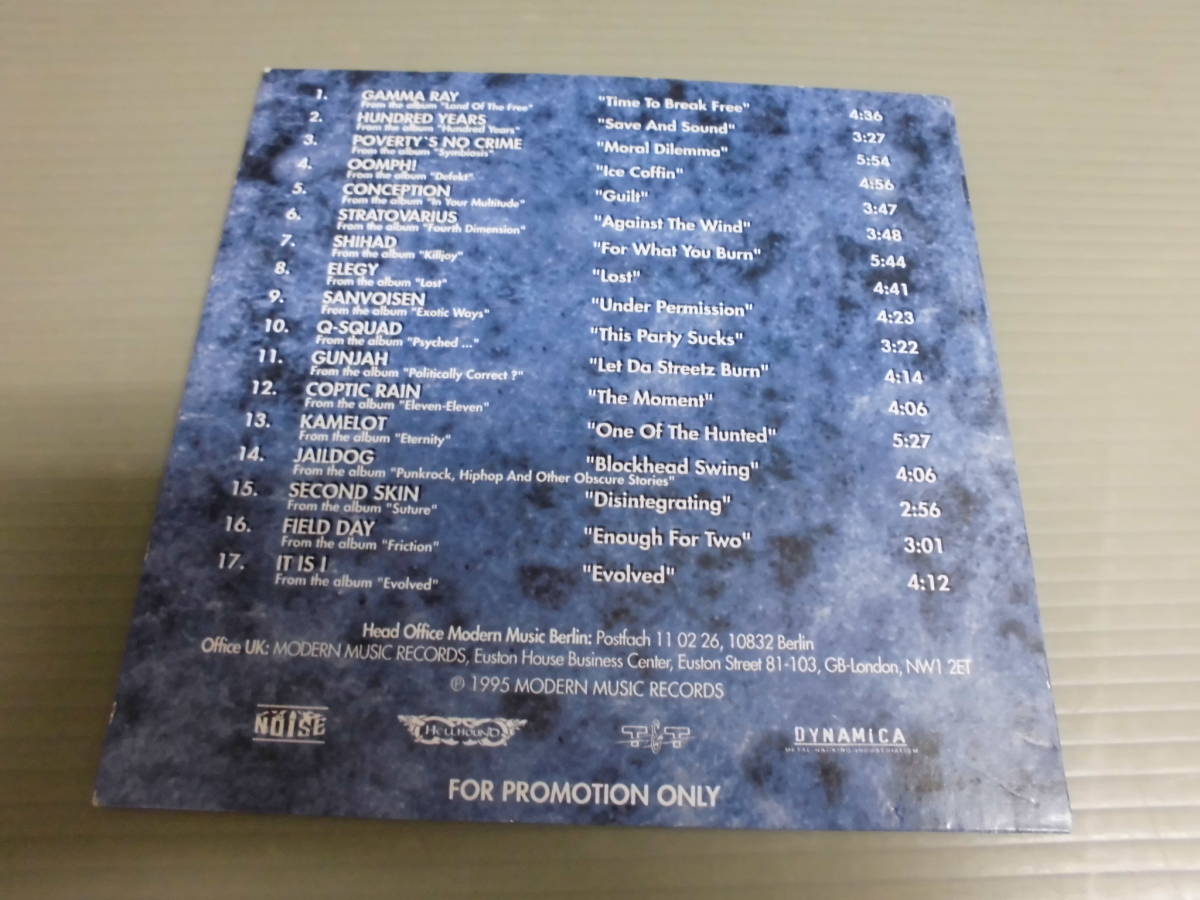 1. GAMMA RAY "Time To Break Free" 4:36
From the album "Land Of The Free"
2. HUNDRED YEARS "Save And Sound" 3:27
From the album "Hundred Years"
3. POVERTY`S NO CRIME "Moral Dilemma" 5:54
From the album "Symbiosis"
4. OOMPH! "Ice Coffin" 4:56
From the album "Defekt"
5. CONCEPTION "Guilt" 3:47
From the album "In Your Multitude"
6. STRATOVARIUS "Against The Wind" 3:48
From the album "Fourth Dimension"
7. SHIHAD "For What You Burn" 5:44
From the album "Killjoy"
8. ELEGY "Lost" 4:41
From the album "Lost"
9. SANVOISEN "Under Permission" 4:23
From the album "Exotic Ways"
10. Q-SQUAD "This Party Sucks" 3:22
From the album "Psyched ..."
11. GUNJAH "Let Da Streetz Burn" 4:14
From the album "Politically Correct ?"
12. COPTIC RAIN "The Moment" 4:06
From the album "Eleven-Eleven"
13. KAMELOT "One Of The Hunted" 5:27
From the album "Eternity"
14. JAILDOG "Blockhead Swing" 4:06
From the album "Punkrock, Hiphop And Other Obscure Stories"
15. SECOND SKIN "Disintegrating" 2:56
From the album "Suture"
16. FIELD DAY "Enough For Two" 3:01
From the album "Friction"
17. IT IS I "Evolved" 4:12
From the album "Evolved"
Head Office Modern Music Berlin: Postfach 11 02 26, 10832 Berlin
Office UK: MODERN MUSIC RECORDS, Euston House Business Center, Euston Street 81-103, GB-London, NW1 2ET
℗ 1995 MODERN MUSIC RECORDS
NOISE HELLHOUND T&T DYNAMICA
METAL HACKING INDUSTRIATION
FOR PROMOTION ONLY